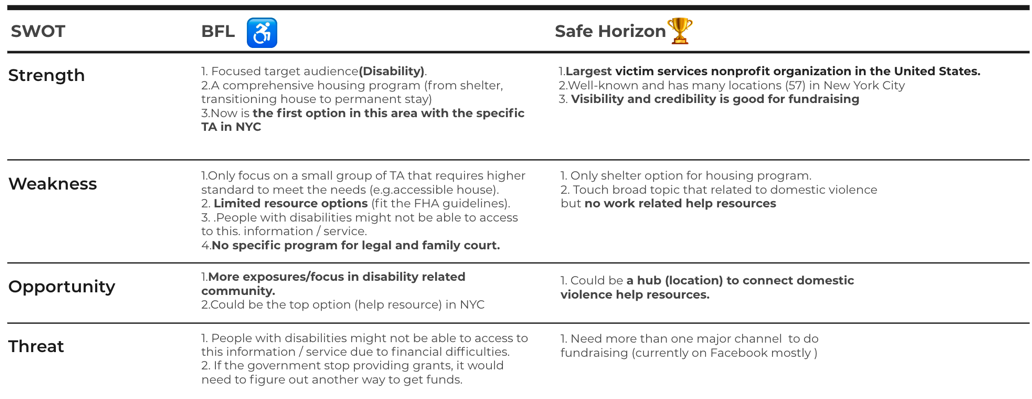 SWOT
BFL
Safe Horizon
Strength
1. Focused target audience(Disability).
2.A comprehensive housing program (from shelter,
transitioning house to permanent stay)
3.Now is the first option in this area with the specific
TA in NYC
1.Largest victim services nonprofit organization in the United States.
2.Well-known and has many locations (57) in New York City
3. Visibility and credibility is good for fundraising
Weakness
1.Only focus on a small group of TA that requires higher
standard to meet the needs (e.g.accessible house).
2. Limited resource options (fit the FHA guidelines).
3. .People with disabilities might not be able to access
to this. information / service.
4.No specific program for legal and family court.
1. Only shelter option for housing program.
2. Touch broad topic that related to domestic violence
but no work related help resources
Opportunity
1.More exposures/focus in disability related
community.
2.Could be the top option (help resource) in NYC
1. Could be a hub (location) to connect domestic
violence help resources.
Threat
1. People with disabilities might not be able to access to
this information / service due to financial difficulties.
2. If the government stop providing grants, it would
need to figure out another way to get funds.
1. Need more than one major channel to do
fundraising (currently on Facebook mostly )